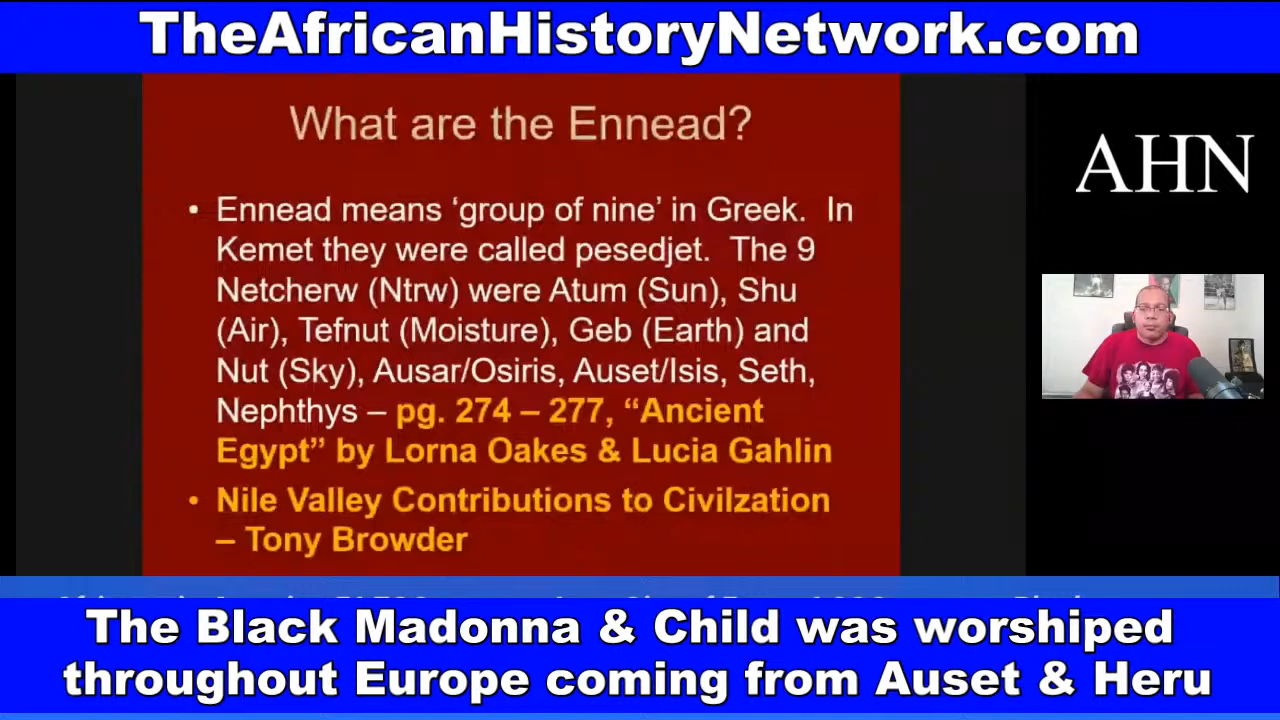 TheAfricanHistoryNetwork.com
What are the Ennead?
AHN
• Ennead means ‘group of nine’ in Greek. In
Kemet they were called pesedjet. The 9
Netcherw (Ntrw) were Atum (Sun), Shu
(Air), Tefnut (Moisture), Geb (Earth) and
Nut (Sky), Ausar/Osiris, Auset/Isis, Seth,
Nephthys – pg. 274 – 277, “Ancient
Egypt” by Lorna Oakes & Lucia Gahlin
• Nile Valley Contributions to Civilzation
– Tony Browder
The Black Madonna & Child was worshiped
throughout Europe coming from Auset & Heru